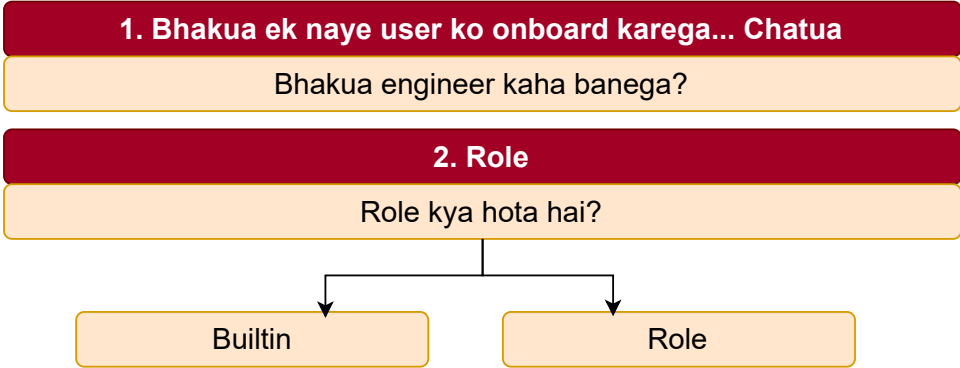 1. Bhakua ek naye user ko onboard karega... Chatua
Bhakua engineer kaha banega?
2. Role
Role kya hota hai?
Builtin
Role